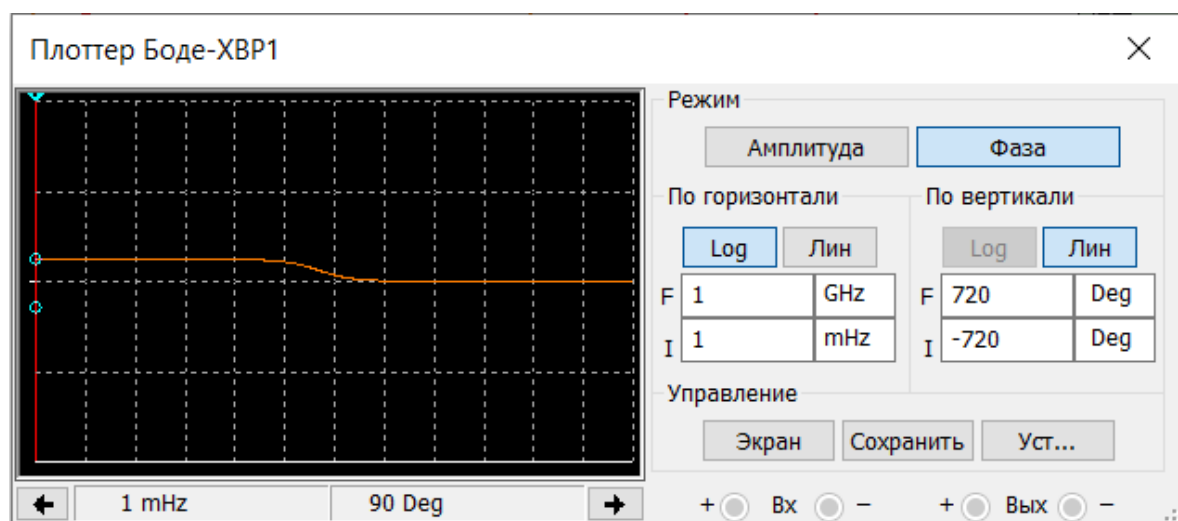 Плоттер Боде-XBP1
Режим
Амплитуда Фаза
По горизонтали По вертикали
Log Лин Log Лин
F 1 GHz F 720 Deg
I 1 mHz I -720 Deg
Управление
Экран Сохранить Уст...
1 mHz 90 Deg + Вх − + Вых −